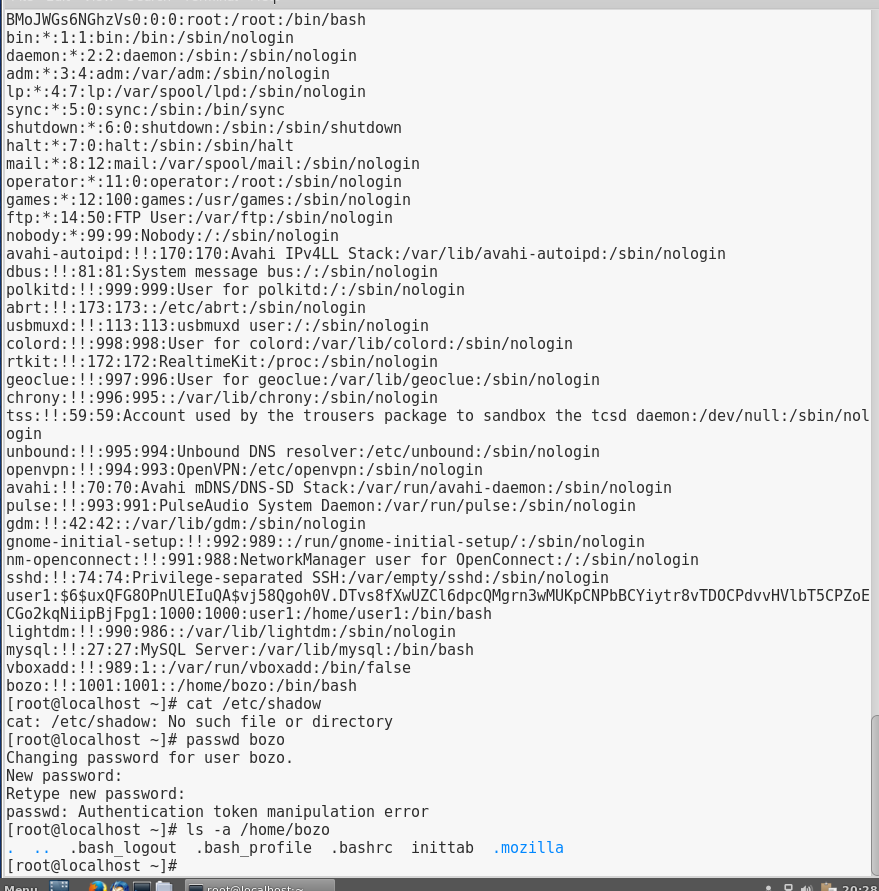 BMoJWGs6NGhzVs0:0:0:root:/root:/bin/bash
bin:*:1:1:bin:/bin:/sbin/nologin
daemon:*:2:2:daemon:/sbin:/sbin/nologin
adm:*:3:4:adm:/var/adm:/sbin/nologin
lp:*:4:7:lp:/var/spool/lpd:/sbin/nologin
sync:*:5:0:sync:/sbin:/bin/sync
shutdown:*:6:0:shutdown:/sbin:/sbin/shutdown
halt:*:7:0:halt:/sbin:/sbin/halt
mail:*:8:12:mail:/var/spool/mail:/sbin/nologin
operator:*:11:0:operator:/root:/sbin/nologin
games:*:12:100:games:/usr/games:/sbin/nologin
ftp:*:14:50:FTP User:/var/ftp:/sbin/nologin
nobody:*:99:99:Nobody:/:/sbin/nologin
avahi-autoipd:!!:170:170:Avahi IPv4LL Stack:/var/lib/avahi-autoipd:/sbin/nologin
dbus:!!:81:81:System message bus:/:/sbin/nologin
polkitd:!!:999:999:User for polkitd:/:/sbin/nologin
abrt:!!:173:173::/etc/abrt:/sbin/nologin
usbmuxd:!!:113:113:usbmuxd user:/:/sbin/nologin
colord:!!:998:998:User for colord:/var/lib/colord:/sbin/nologin
rtkit:!!:172:172:RealtimeKit:/proc:/sbin/nologin
geoclue:!!:997:996:User for geoclue:/var/lib/geoclue:/sbin/nologin
chrony:!!:996:995::/var/lib/chrony:/sbin/nologin
tss:!!:59:59:Account used by the trousers package to sandbox the tcsd daemon:/dev/null:/sbin/nol
ogin
unbound:!!:995:994:Unbound DNS resolver:/etc/unbound:/sbin/nologin
openvpn:!!:994:993:OpenVPN:/etc/openvpn:/sbin/nologin
avahi:!!:70:70:Avahi mDNS/DNS-SD Stack:/var/run/avahi-daemon:/sbin/nologin
pulse:!!:993:991:PulseAudio System Daemon:/var/run/pulse:/sbin/nologin
gdm:!!:42:42::/var/lib/gdm:/sbin/nologin
gnome-initial-setup:!!:992:989::/run/gnome-initial-setup/:/sbin/nologin
nm-openconnect:!!:991:988:NetworkManager user for OpenConnect:/:/sbin/nologin
sshd:!!:74:74:Privilege-separated SSH:/var/empty/sshd:/sbin/nologin
user1:$6$uxQFG8OPnUlEIuQA$vj58Qgoh0V.DTvs8fXwUZCl6dpcQMgrn3wMUKpCNPbBCYiytr8vTDOCPdvvHVlbT5CPZoE
CGo2kqNiipBjFpg1:1000:1000:user1:/home/user1:/bin/bash
lightdm:!!:990:986::/var/lib/lightdm:/sbin/nologin
mysql:!!:27:27:MySQL Server:/var/lib/mysql:/bin/bash
vboxadd:!!:989:1::/var/run/vboxadd:/bin/false
bozo:!!:1001:1001::/home/bozo:/bin/bash
[root@localhost ~]# cat /etc/shadow
cat: /etc/shadow: No such file or directory
[root@localhost ~]# passwd bozo
Changing password for user bozo.
New password:
Retype new password:
passwd: Authentication token manipulation error
[root@localhost ~]# ls -a /home/bozo
. .. .bash_logout .bash_profile .bashrc inittab .mozilla
[root@localhost ~]#
Menu root@localhost:~ 20:28